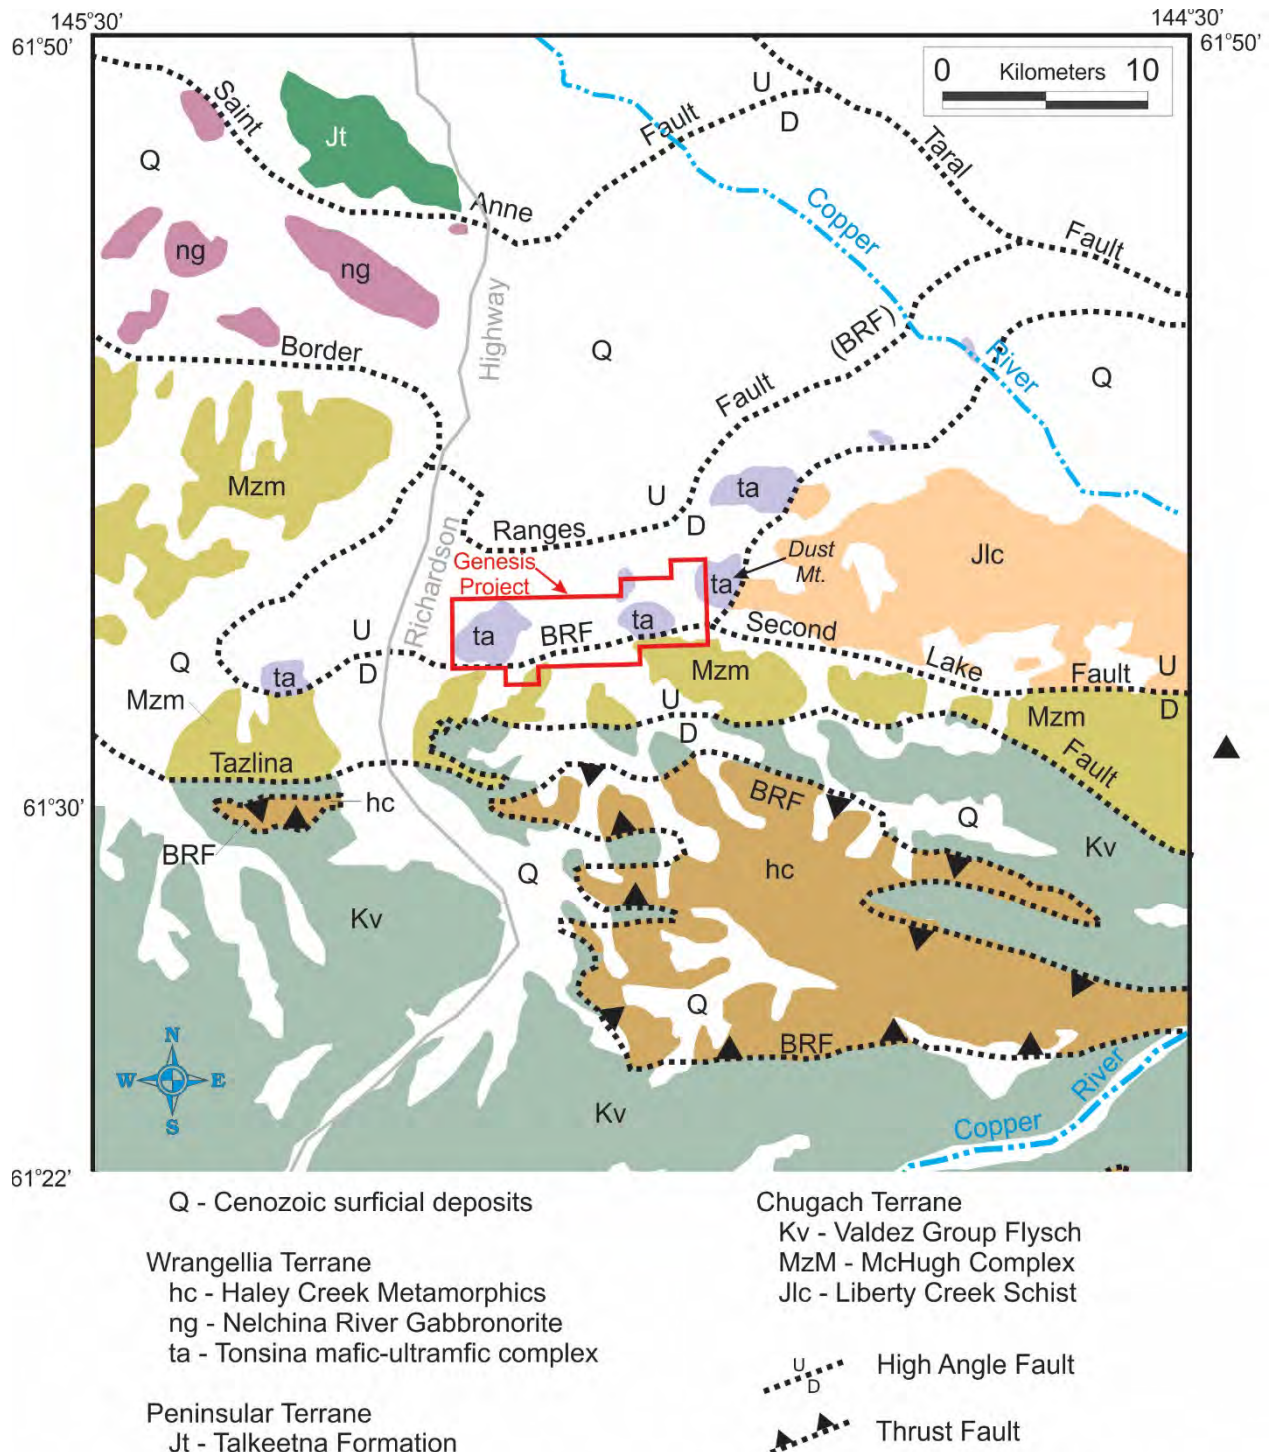 145°30'
144°30'
61°50'
61°50'
0 Kilometers 10
Saint
Jt
Fault
U
D
Q
Taral
Anne
Copper
Fault
ng
ng
Highway
Border
Q
(BRF)
River
Q
Fault
Mzm
U
D
ta
Ranges
Jlc
Dust
Mt.
Genesis
Project
Richardson
ta
ta
ta
BRF
U
D
Second
Q
ta
Lake
Fault
U
D
Mzm
Mzm
U
D
Mzm
Tazlina
Fault
61°30'
hc
BRF
Q
BRF
Kv
hc
Q
Kv
Q
BRF
Kv
River
Copper
N
W
E
S
61°22'
Q - Cenozoic surficial deposits
Wrangellia Terrane
hc - Haley Creek Metamorphics
ng - Nelchina River Gabbronorite
ta - Tonsina mafic-ultramfic complex
Peninsular Terrane
Jt - Talkeetna Formation
Chugach Terrane
Kv - Valdez Group Flysch
MzM - McHugh Complex
Jlc - Liberty Creek Schist
U
D
High Angle Fault
Thrust Fault